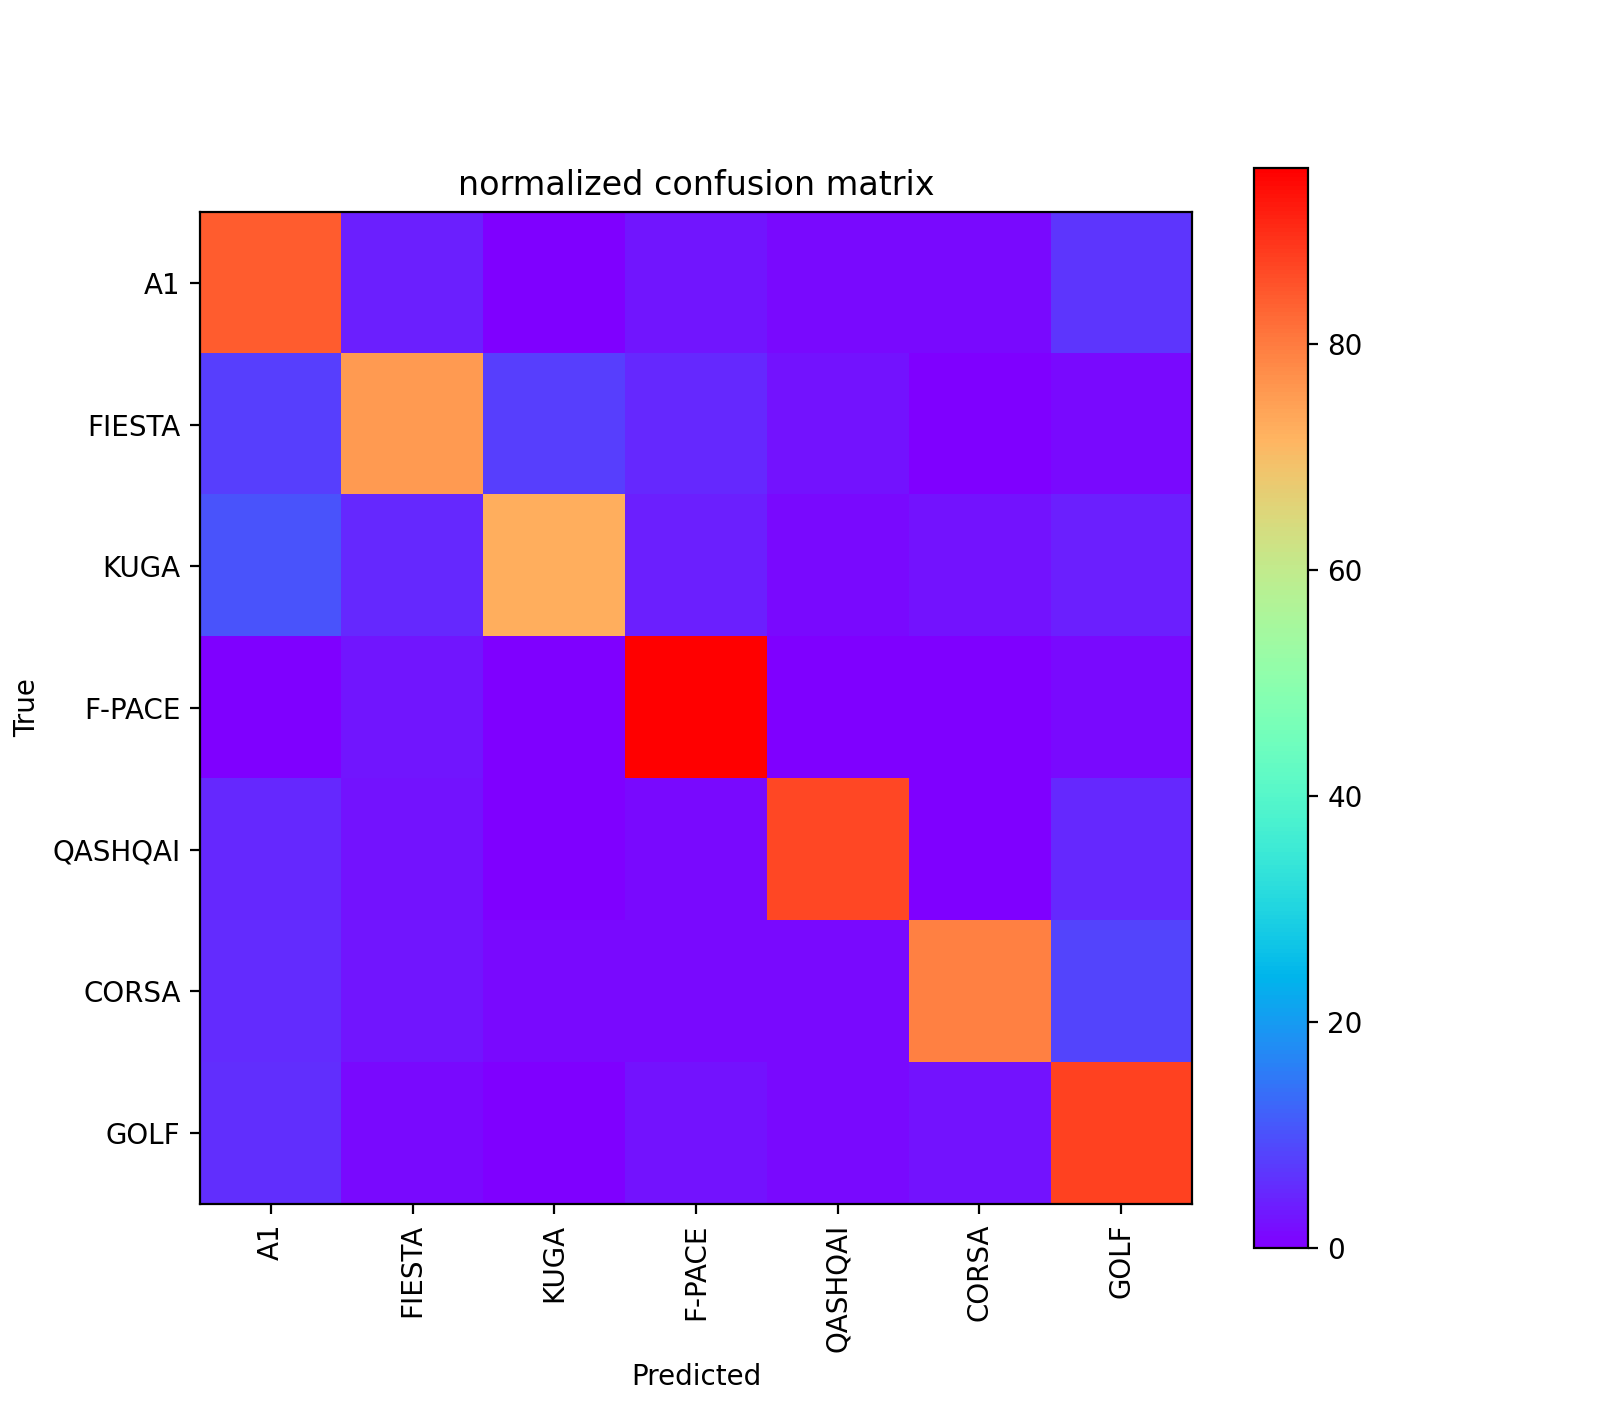 normalized confusion matrix
A1
FIESTA
KUGA
F-PACE
QASHQAI
CORSA
GOLF
True
A1
FIESTA
KUGA
F-PACE
QASHQAI
CORSA
GOLF
Predicted
80
60
40
20
0